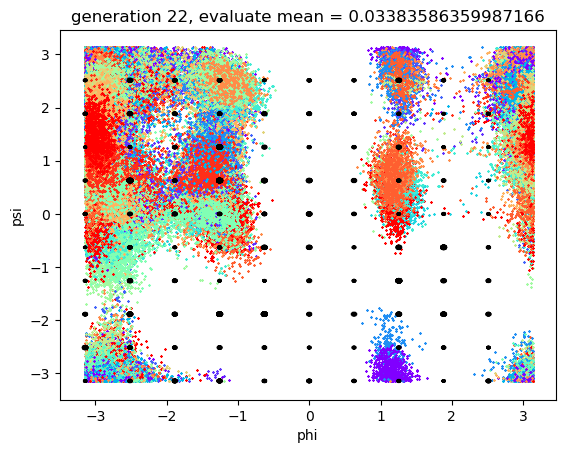 generation 22, evaluate mean = 0.03383586359987166
3
2
1
0
−1
−2
−3
psi
−3 −2 −1 0 1 2 3
phi